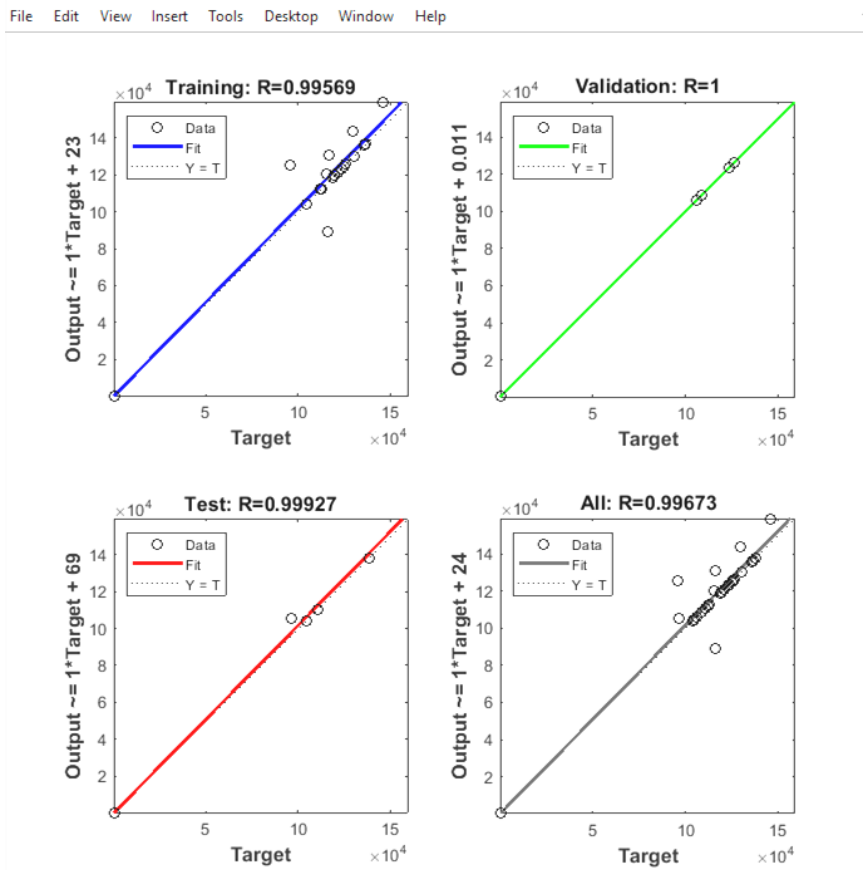 File Edit View Insert Tools Desktop Window Help
×10⁴ Training: R=0.99569
Output ~= 1*Target + 23
14
12
10
8
6
4
2
Data
Fit
Y = T
5 10 15
Target ×10⁴
×10⁴ Validation: R=1
Output ~= 1*Target + 0.011
14
12
10
8
6
4
2
Data
Fit
Y = T
5 10 15
Target ×10⁴
×10⁴ Test: R=0.99927
Output ~= 1*Target + 69
14
12
10
8
6
4
2
Data
Fit
Y = T
5 10 15
Target ×10⁴
×10⁴ All: R=0.99673
Output ~= 1*Target + 24
14
12
10
8
6
4
2
Data
Fit
Y = T
5 10 15
Target ×10⁴